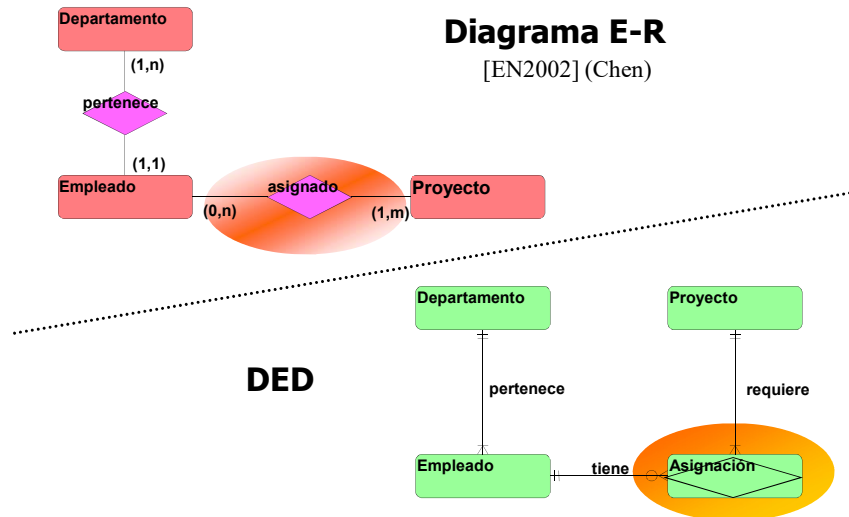 Departamento
Diagrama E-R
[EN2002] (Chen)
(1,n)
pertenece
(1,1)
Empleado
asignado
Proyecto
(0,n)
(1,m)
Departamento
Proyecto
DED
pertenece
requiere
Empleado
tiene
Asignación